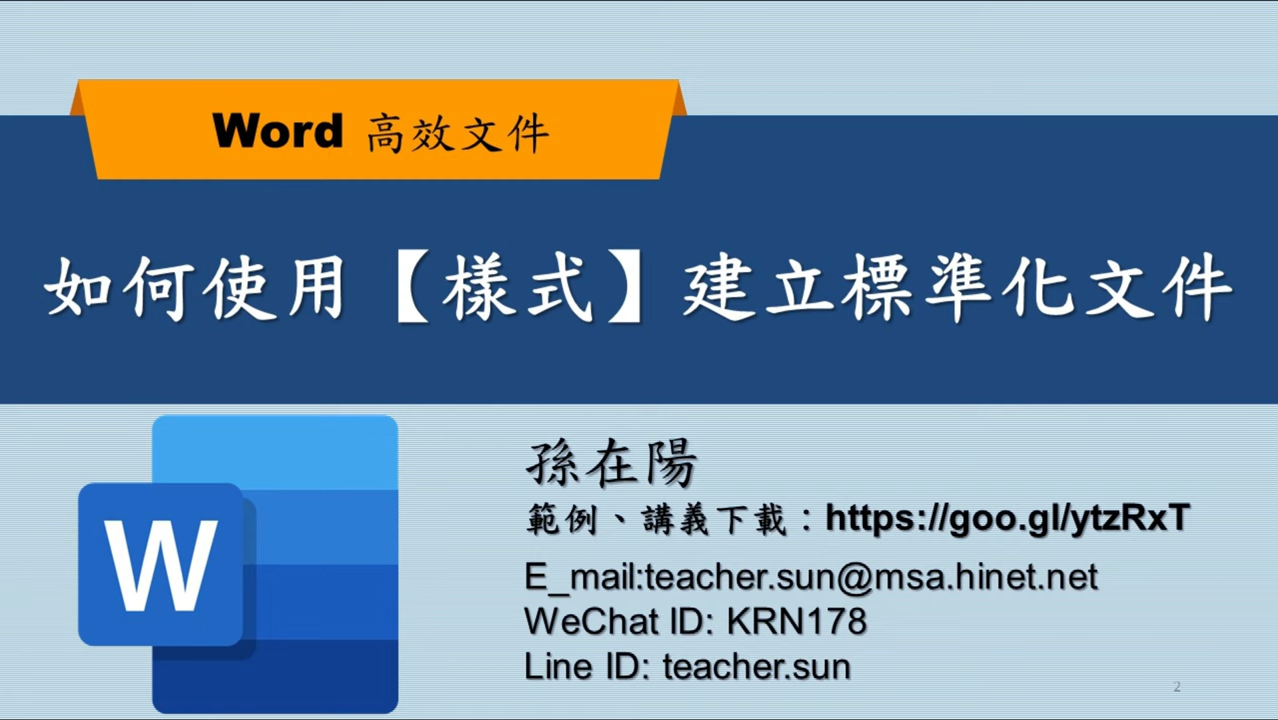 Word 高效文件
如何使用【樣式】建立標準化文件
W
孫在陽
範例、講義下載：https://goo.gl/ytzRxT
E_mail:teacher.sun@msa.hinet.net
WeChat ID: KRN178
Line ID: teacher.sun
2